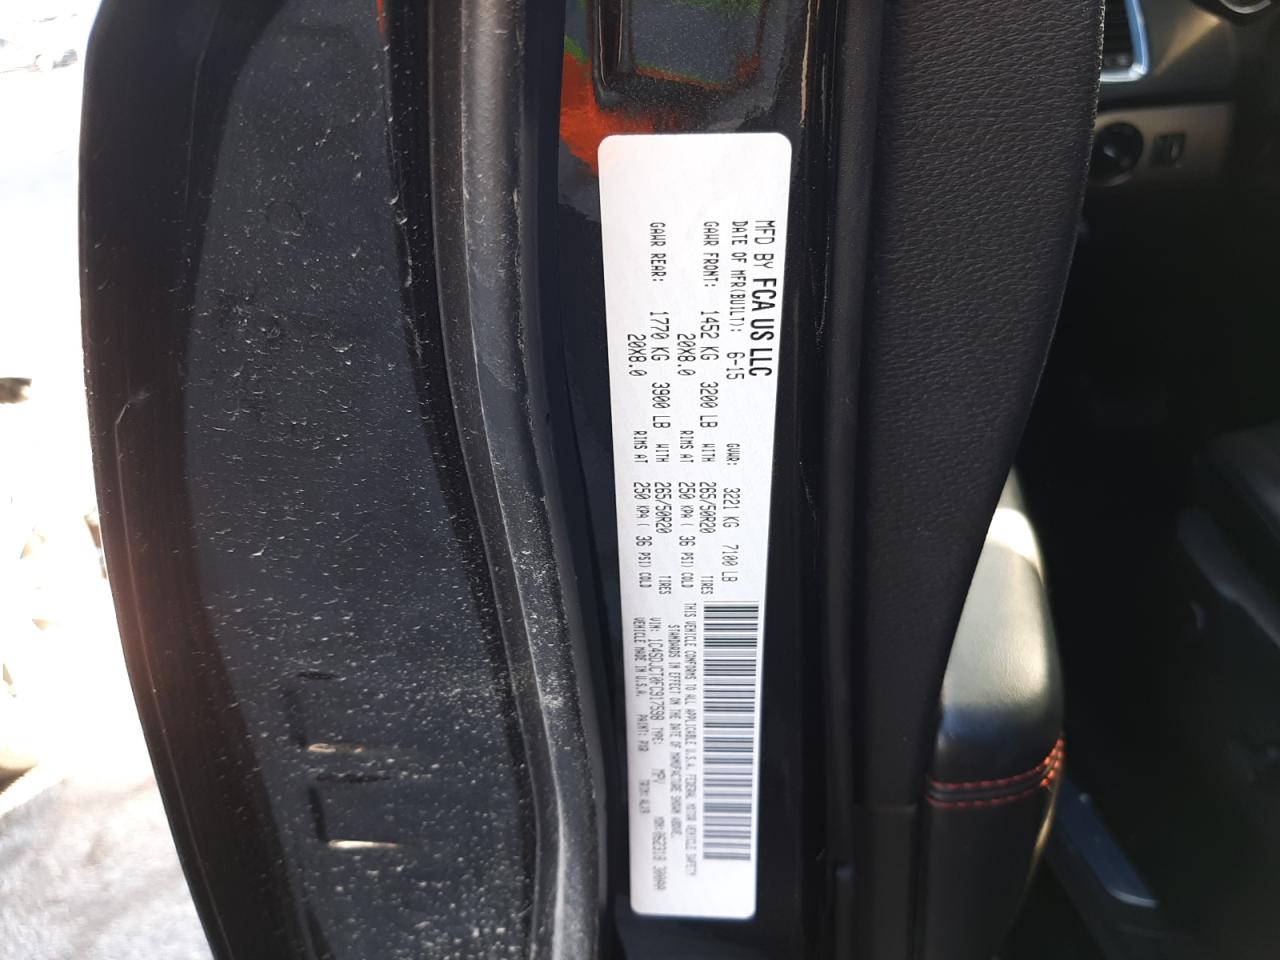 MFD BY FCA US LLC
DATE OF MFR(BUILT): 6-15 GVWR: 3221 KG 7100 LB
GAWR FRONT: 1452 KG 3200 LB WITH 265/50R20 TIRES
20X8.0 RIMS AT 250 KPA ( 36 PSI) COLD
GAWR REAR: 1770 KG 3900 LB WITH 265/50R20 TIRES
20X8.0 RIMS AT 250 KPA ( 36 PSI) COLD
THIS VEHICLE CONFORMS TO ALL APPLICABLE U.S.A. FEDERAL MOTOR VEHICLE SAFETY
STANDARDS IN EFFECT ON THE DATE OF MANUFACTURE SHOWN ABOVE.
VIN: 1C4SDJCT0FC917598 TYPE: MPV
VEHICLE MADE IN U.S.A. PAINT: TRIM: